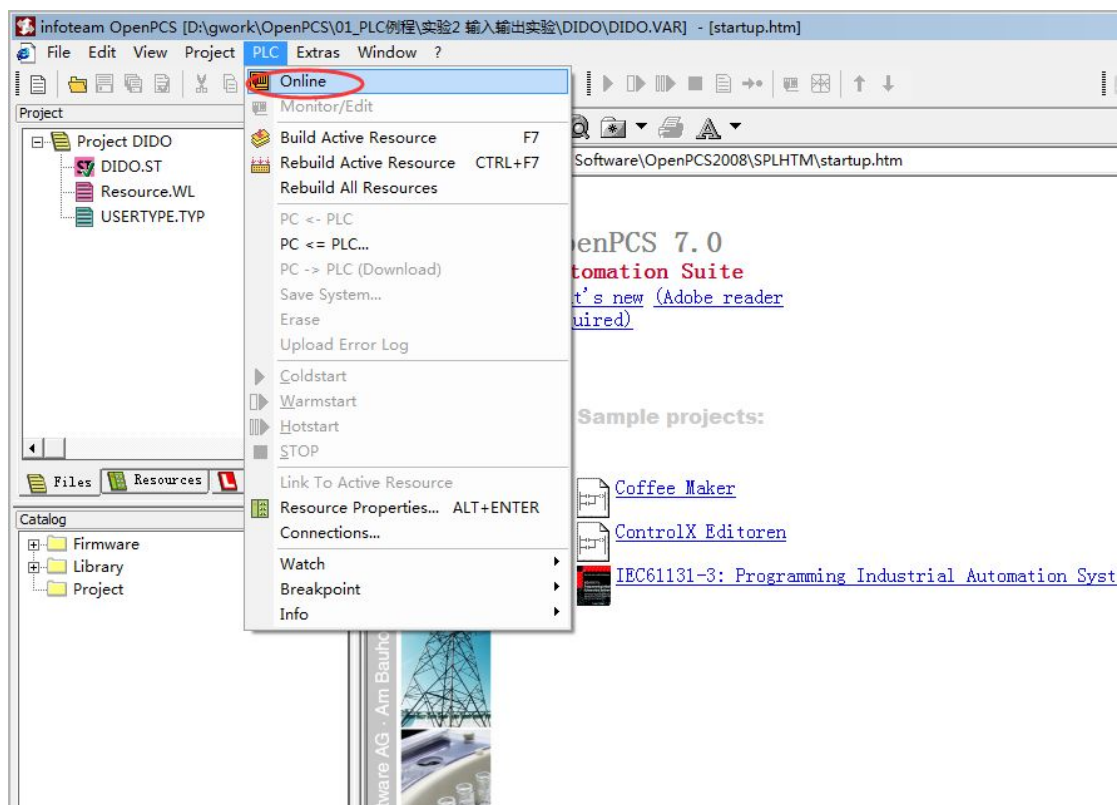 infoteam OpenPCS [D:\gwork\OpenPCS\01_PLC例程\实验2 输入输出实验\DIDO\DIDO.VAR] - [startup.htm]
File Edit View Project PLC Extras Window ?
Project
Project DIDO
DIDO.ST
Resource.WL
USERTYPE.TYP
Files Resources
Catalog
Firmware
Library
Project
Online
Monitor/Edit
Build Active Resource F7
Rebuild Active Resource CTRL+F7
Rebuild All Resources
PC <- PLC
PC <= PLC...
PC -> PLC (Download)
Save System...
Erase
Upload Error Log
Coldstart
Warmstart
Hotstart
STOP
Link To Active Resource
Resource Properties... ALT+ENTER
Connections...
Watch
Breakpoint
Info
Software\OpenPCS2008\SPLHTM\startup.htm
enPCS 7.0
tomation Suite
t's new (Adobe reader
uired)
Sample projects:
Coffee Maker
ControlX Editoren
IEC61131-3: Programming Industrial Automation Syst
ware AG · Am Bauho